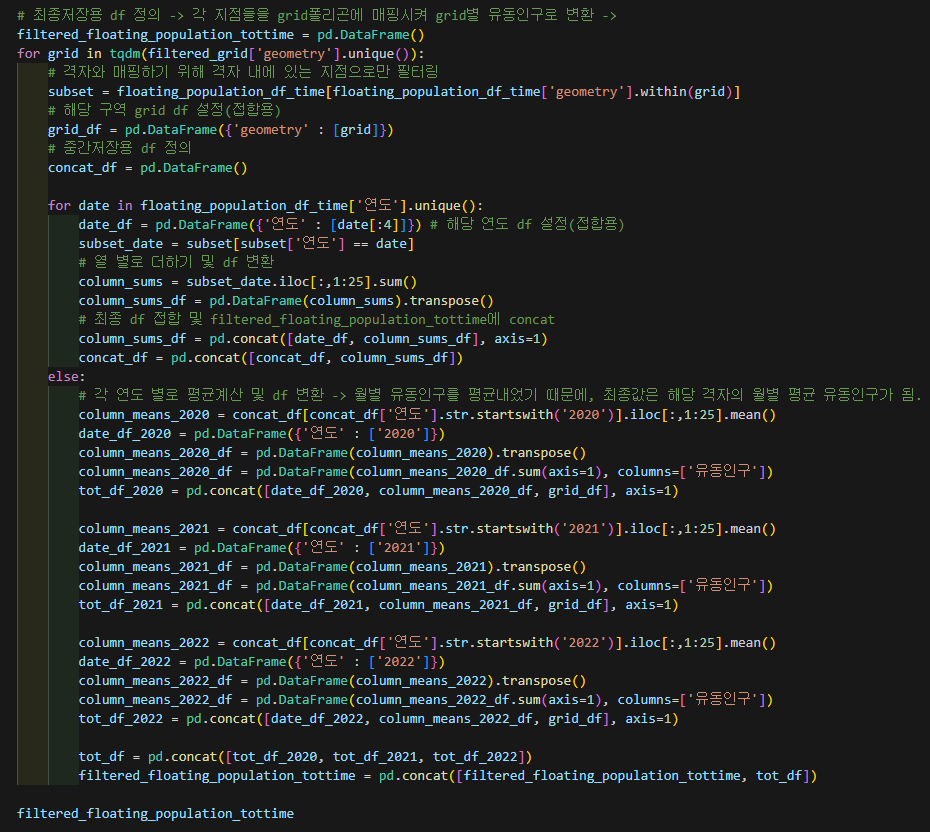 # 최종저장용 df 정의 -> 각 지점들을 grid폴리곤에 매핑시켜 grid별 유동인구로 변환 ->
filtered_floating_population_tottime = pd.DataFrame()
for grid in tqdm(filtered_grid['geometry'].unique()):
    # 격자와 매핑하기 위해 격자 내에 있는 지점으로만 필터링
    subset = floating_population_df_time[floating_population_df_time['geometry'].within(grid)]
    # 해당 구역 grid df 설정(접합용)
    grid_df = pd.DataFrame({'geometry' : [grid]})
    # 중간저장용 df 정의
    concat_df = pd.DataFrame()

    for date in floating_population_df_time['연도'].unique():
        date_df = pd.DataFrame({'연도' : [date[:4]]}) # 해당 연도 df 설정(접합용)
        subset_date = subset[subset['연도'] == date]
        # 열 별로 더하기 및 df 변환
        column_sums = subset_date.iloc[:,1:25].sum()
        column_sums_df = pd.DataFrame(column_sums).transpose()
        # 최종 df 접합 및 filtered_floating_population_tottime에 concat
        column_sums_df = pd.concat([date_df, column_sums_df], axis=1)
        concat_df = pd.concat([concat_df, column_sums_df])
    else:
        # 각 연도 별로 평균계산 및 df 변환 -> 월별 유동인구를 평균내었기 때문에, 최종값은 해당 격자의 월별 평균 유동인구가 됨.
        column_means_2020 = concat_df[concat_df['연도'].str.startswith('2020')].iloc[:,1:25].mean()
        date_df_2020 = pd.DataFrame({'연도' : ['2020']})
        column_means_2020_df = pd.DataFrame(column_means_2020).transpose()
        column_means_2020_df = pd.DataFrame(column_means_2020_df.sum(axis=1), columns=['유동인구'])
        tot_df_2020 = pd.concat([date_df_2020, column_means_2020_df, grid_df], axis=1)

        column_means_2021 = concat_df[concat_df['연도'].str.startswith('2021')].iloc[:,1:25].mean()
        date_df_2021 = pd.DataFrame({'연도' : ['2021']})
        column_means_2021_df = pd.DataFrame(column_means_2021).transpose()
        column_means_2021_df = pd.DataFrame(column_means_2021_df.sum(axis=1), columns=['유동인구'])
        tot_df_2021 = pd.concat([date_df_2021, column_means_2021_df, grid_df], axis=1)

        column_means_2022 = concat_df[concat_df['연도'].str.startswith('2022')].iloc[:,1:25].mean()
        date_df_2022 = pd.DataFrame({'연도' : ['2022']})
        column_means_2022_df = pd.DataFrame(column_means_2022).transpose()
        column_means_2022_df = pd.DataFrame(column_means_2022_df.sum(axis=1), columns=['유동인구'])
        tot_df_2022 = pd.concat([date_df_2022, column_means_2022_df, grid_df], axis=1)

        tot_df = pd.concat([tot_df_2020, tot_df_2021, tot_df_2022])
        filtered_floating_population_tottime = pd.concat([filtered_floating_population_tottime, tot_df])

filtered_floating_population_tottime